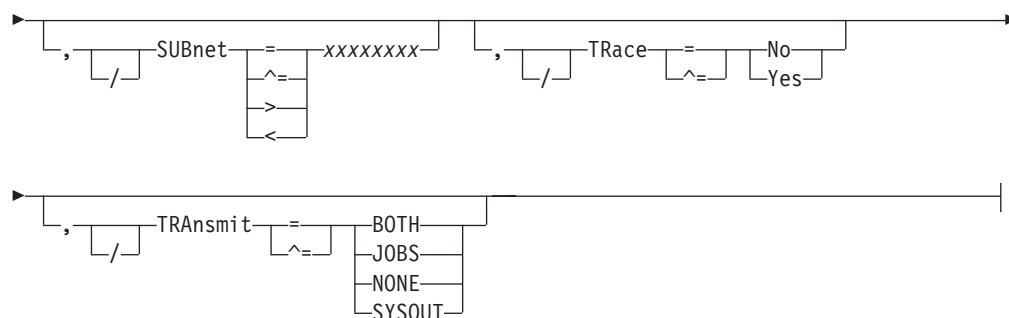 , / SUBnet = xxxxxxxx , / TRace = No
^= ^= Yes
>
<
, / TRAnsmit = BOTH
^= JOBS
NONE
SYSOUT